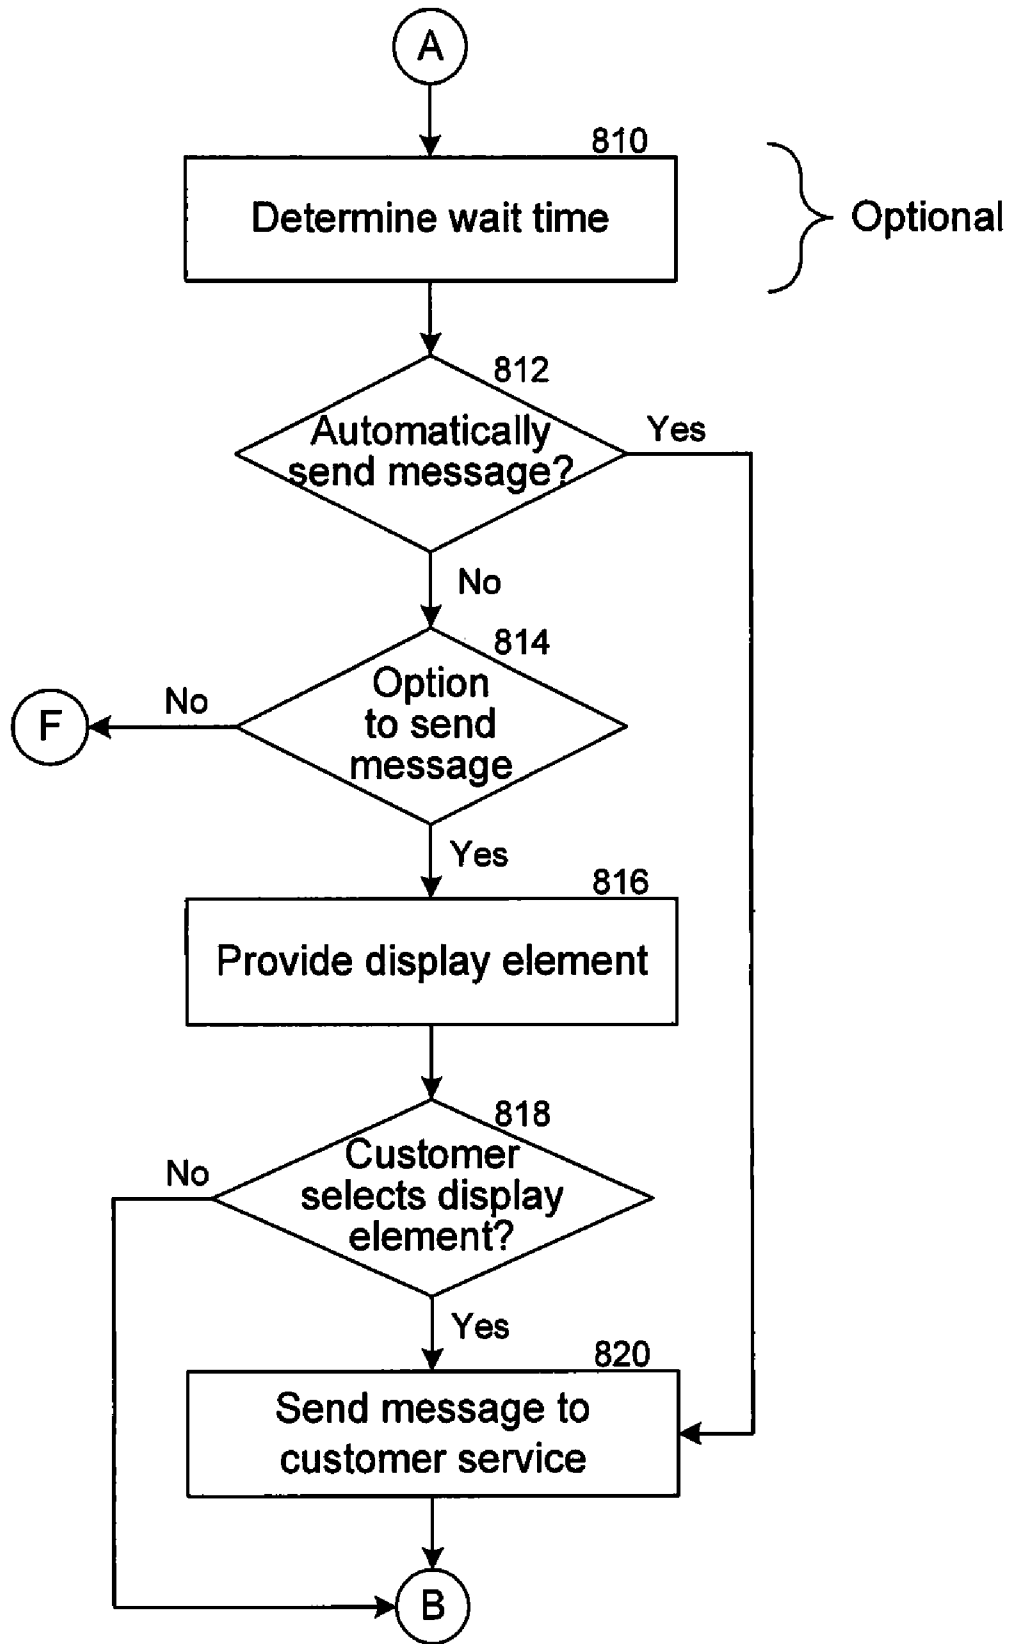 A
810
Determine wait time
Optional
812
Automatically
send message?
Yes
No
814
Option
to send
message
No
F
Yes
816
Provide display element
818
Customer
selects display
element?
No
Yes
820
Send message to
customer service
B